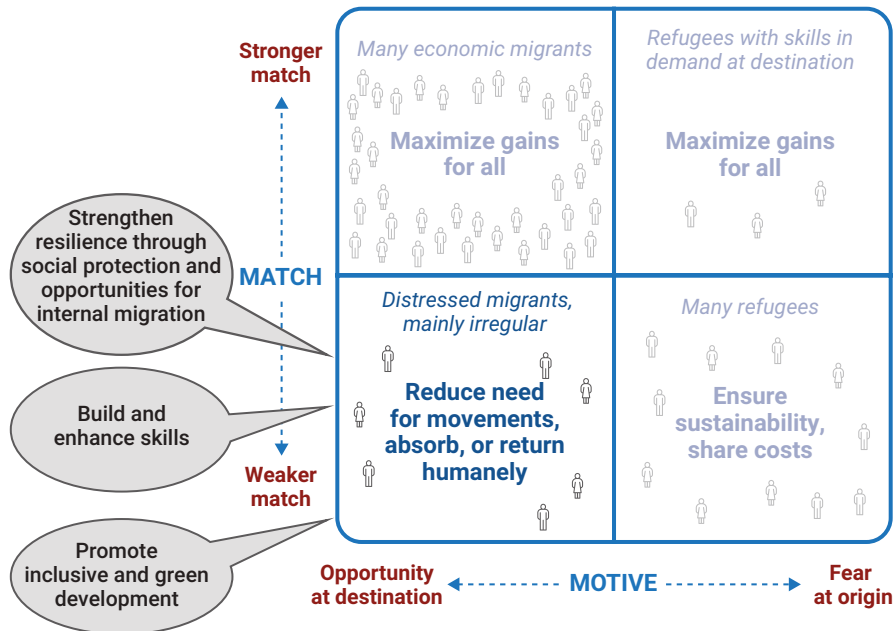 Stronger
match
Many economic migrants
Maximize gains
for all
Refugees with skills in
demand at destination
Maximize gains
for all
Strengthen
resilience through
social protection and
opportunities for
internal migration
MATCH
Build and
enhance skills
Weaker
match
Distressed migrants,
mainly irregular
Reduce need
for movements,
absorb, or return
humanely
Many refugees
Ensure
sustainability,
share costs
Promote
inclusive and green
development
Opportunity
at destination
MOTIVE
Fear
at origin